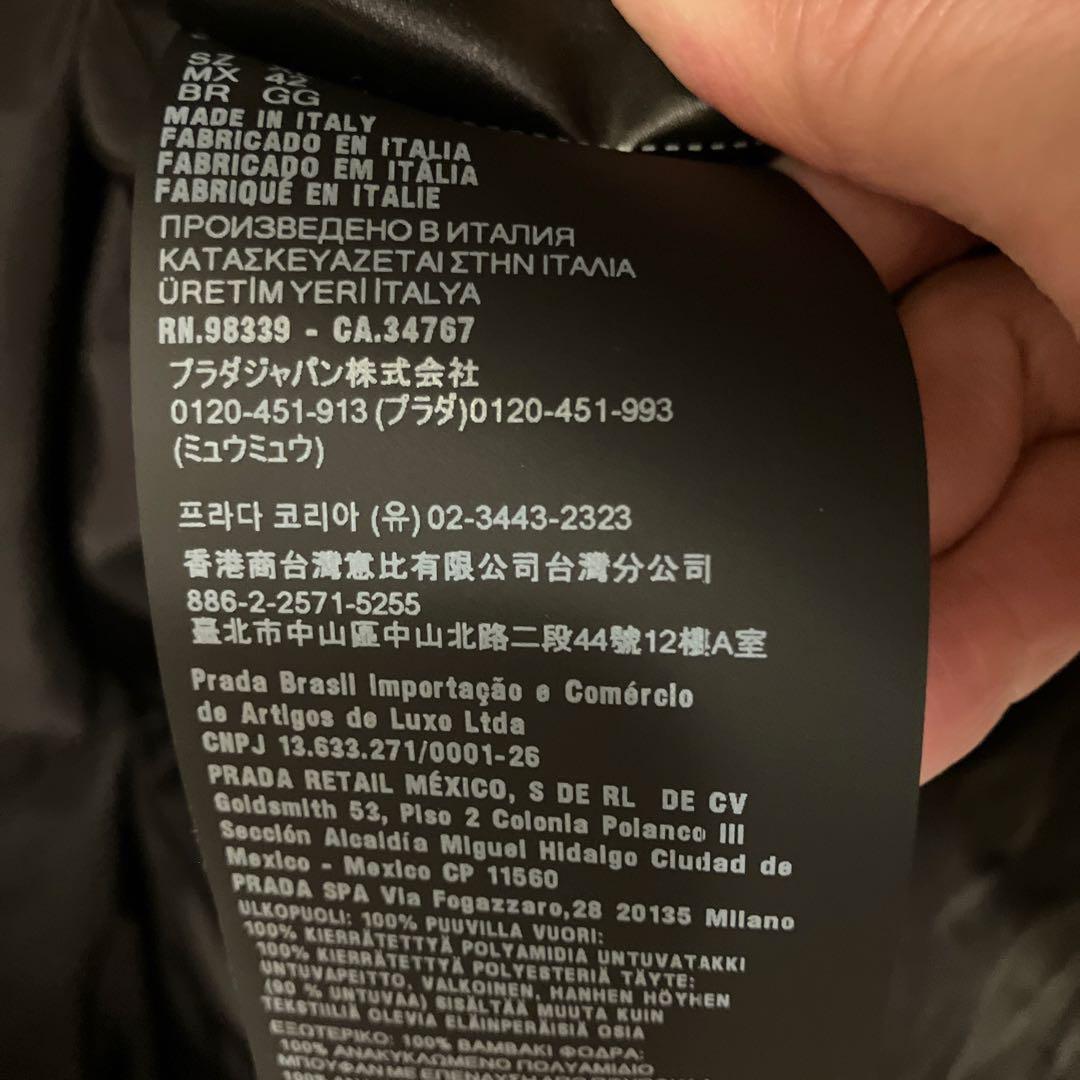 SZ
MX 42
BR GG
MADE IN ITALY
FABRICADO EN ITALIA
FABRICADO EM ITÁLIA
FABRIQUÉ EN ITALIE
ПРОИЗВЕДЕНО В ИТАЛИЯ
ΚΑΤΑΣΚΕΥΑΖΕΤΑΙ ΣΤΗΝ ΙΤΑΛΙΑ
ÜRETİM YERİ İTALYA
RN.98339 - CA.34767
プラダジャパン株式会社
0120-451-913 (プラダ)0120-451-993
(ミュウミュウ)
프라다 코리아 (유) 02-3443-2323
香港商台灣意比有限公司台灣分公司
886-2-2571-5255
臺北市中山區中山北路二段44號12樓A室
Prada Brasil Importação e Comércio
de Artigos de Luxo Ltda
CNPJ 13.633.271/0001-26
PRADA RETAIL MÉXICO, S DE RL DE CV
Goldsmith 53, Piso 2 Colonia Polanco III
Sección Alcaldía Miguel Hidalgo Ciudad de
Mexico - Mexico CP 11560
PRADA SPA Via Fogazzaro,28 20135 Milano
ULKOPUOLI: 100% PUUVILLA VUORI:
100% KIERRÄTETTYÄ POLYAMIDIA UNTUVATAKKI
100% KIERRÄTETTYÄ POLYESTERIÄ TÄYTE:
UNTUVAPEITTO, VALKOINEN, HANHEN HÖYHEN
(90 % UNTUVAA) SISÄLTÄÄ MUUTA KUIN
TEKSTIILIÄ OLEVIA ELÄINPERÄISIÄ OSIA
ΕΞΩΤΕΡΙΚΟ: 100% ΒΑΜΒΑΚΙ ΦΟΔΡΑ:
100% ΑΝΑΚΥΚΛΩΜΕΝΟ ΠΟΛΥΑΜΙΔΙΟ
ΜΠΟΥΦΑΝ ΜΕ ΕΠΕΝΔΥΣΗ